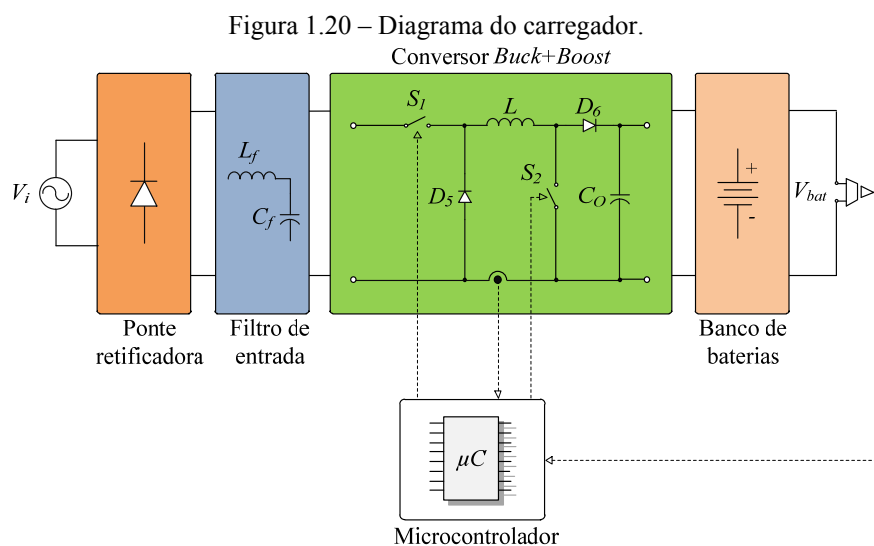 Figura 1.20 – Diagrama do carregador.
Conversor Buck+Boost
S1
L
D6
Lf
Vi
S2
Vbat
+
D5
CO
Cf
-
Ponte
retificadora
Filtro de
entrada
Banco de
baterias
µC
Microcontrolador